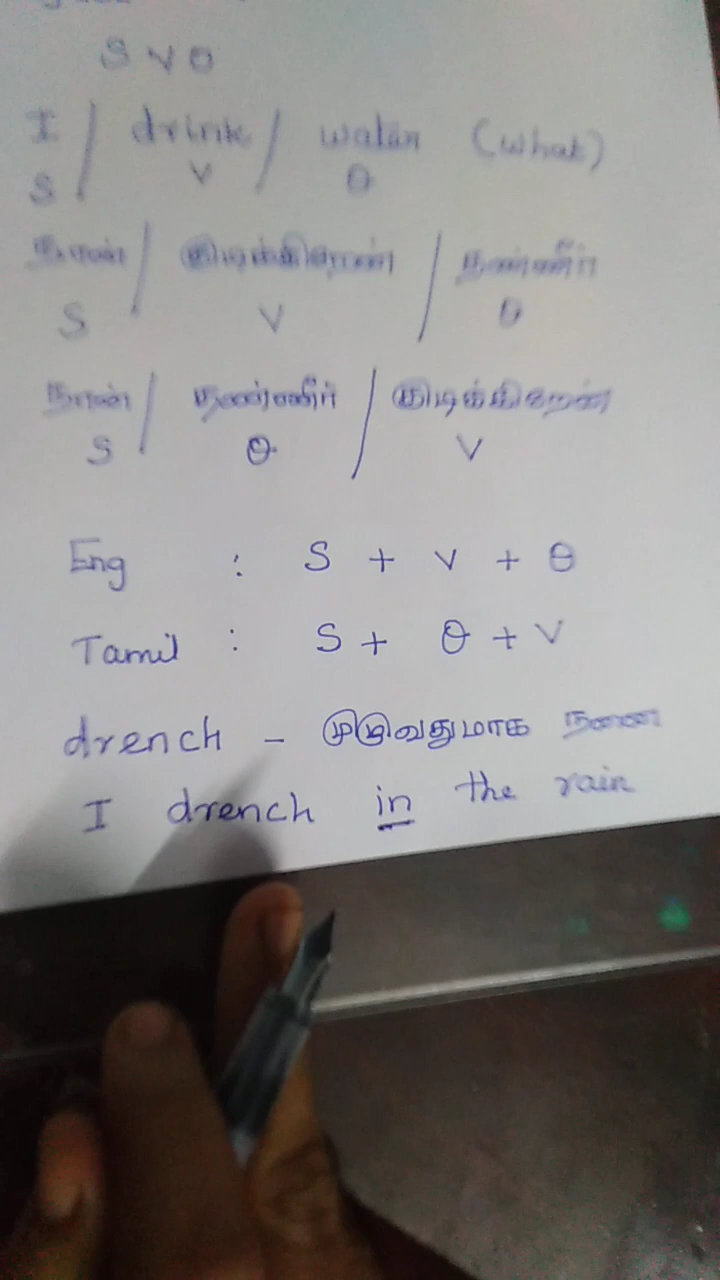 S V O
I / drink / water (what)
S V O
நான் / குடிக்கிறேன் / தண்ணீர்
S V O
நான் / தண்ணீர் / குடிக்கிறேன்
S O V
Eng : S + V + O
Tamil : S + O + V
drench - முழுவதுமாக நனை
I drench in the rain